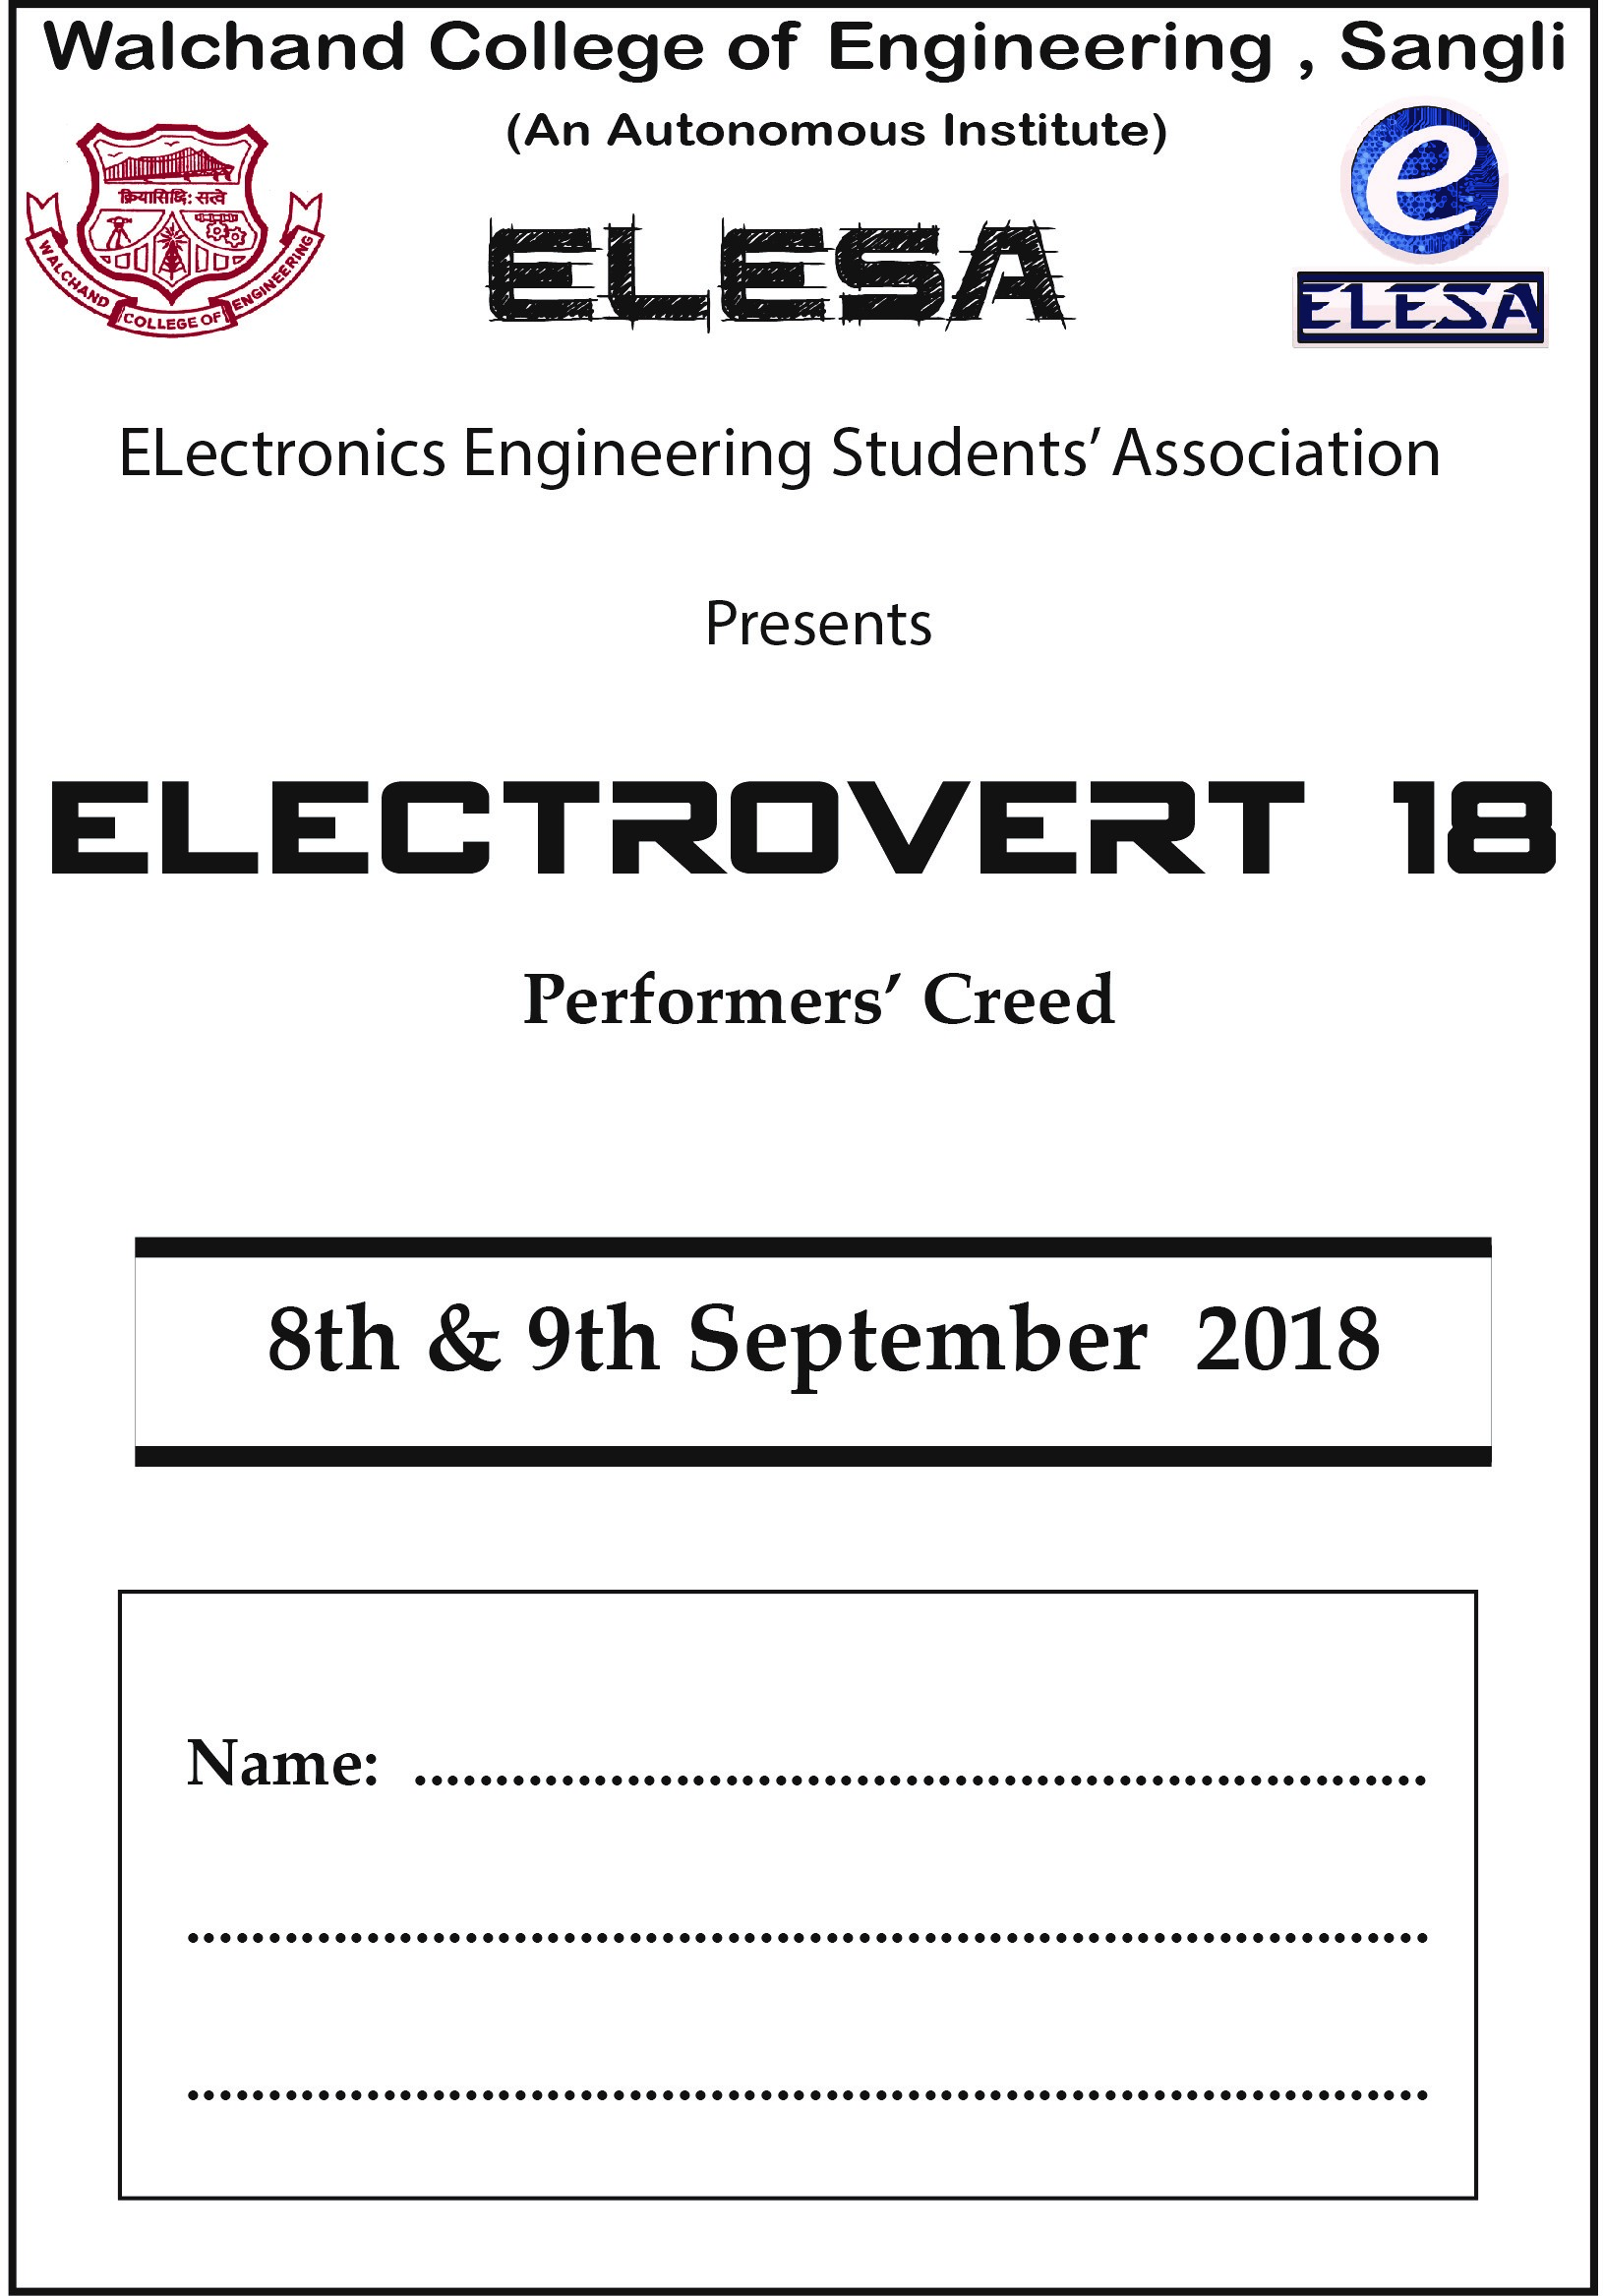 Walchand College of Engineering , Sangli
(An Autonomous Institute)
क्रियासिद्धि: सत्वे
WALCHAND COLLEGE OF ENGINEERING
e
ELESA
ELESA
ELectronics Engineering Students’ Association
Presents
ELECTROVERT 18
Performers’ Creed
8th & 9th September 2018
Name: ...............................................................
.............................................................................
.............................................................................